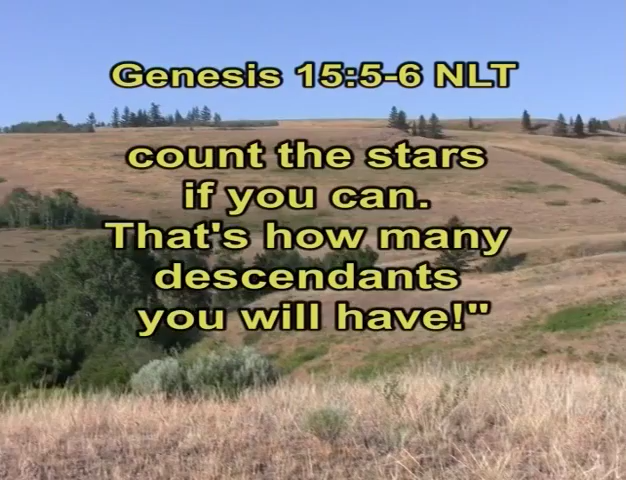 Genesis 15:5-6 NLT
count the stars
if you can.
That's how many
descendants
you will have!"